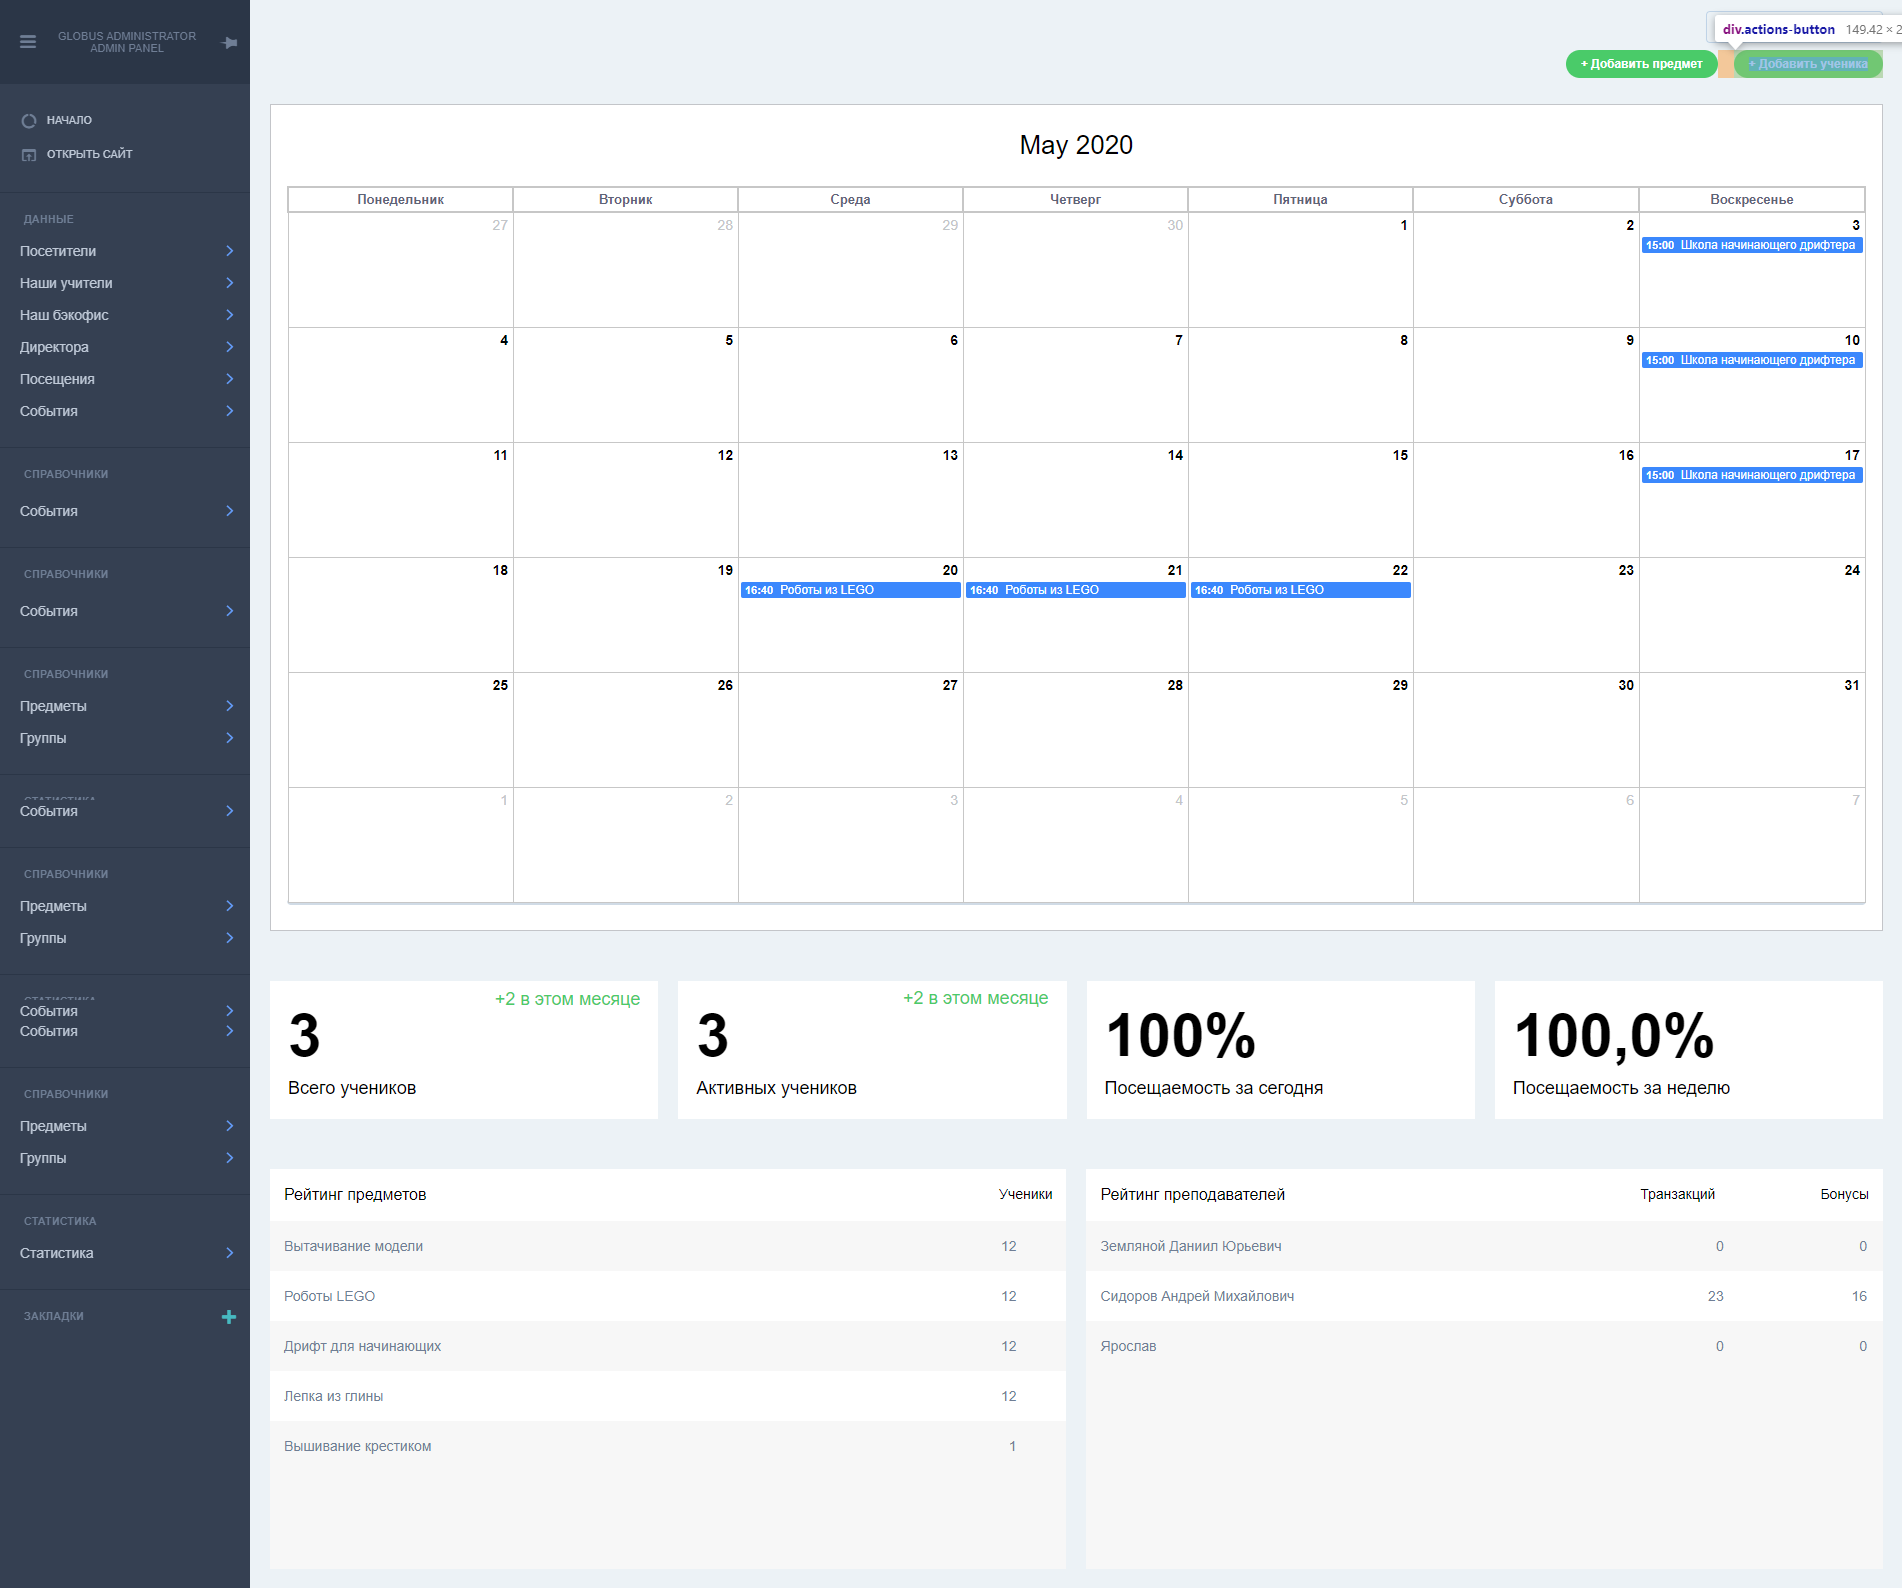 GLOBUS ADMINISTRATOR
ADMIN PANEL
НАЧАЛО
ОТКРЫТЬ САЙТ
ДАННЫЕ
Посетители
Наши учители
Наш бэкофис
Директора
Посещения
События
СПРАВОЧНИКИ
События
СПРАВОЧНИКИ
События
СПРАВОЧНИКИ
Предметы
Группы
События
СПРАВОЧНИКИ
Предметы
Группы
События
События
СПРАВОЧНИКИ
Предметы
Группы
СТАТИСТИКА
Статистика
ЗАКЛАДКИ
div.actions-button 149.42 × 2
+ Добавить предмет + Добавить ученика
May 2020
Понедельник Вторник Среда Четверг Пятница Суббота Воскресенье
27 28 29 30 1 2 3
15:00 Школа начинающего дрифтера
4 5 6 7 8 9 10
15:00 Школа начинающего дрифтера
11 12 13 14 15 16 17
15:00 Школа начинающего дрифтера
18 19 20 21 22 23 24
16:40 Роботы из LEGO 16:40 Роботы из LEGO 16:40 Роботы из LEGO
25 26 27 28 29 30 31
1 2 3 4 5 6 7
+2 в этом месяце
3
Всего учеников
+2 в этом месяце
3
Активных учеников
100%
Посещаемость за сегодня
100,0%
Посещаемость за неделю
Рейтинг предметов Ученики
Вытачивание модели 12
Роботы LEGO 12
Дрифт для начинающих 12
Лепка из глины 12
Вышивание крестиком 1
Рейтинг преподавателей Транзакций Бонусы
Земляной Даниил Юрьевич 0 0
Сидоров Андрей Михайлович 23 16
Ярослав 0 0